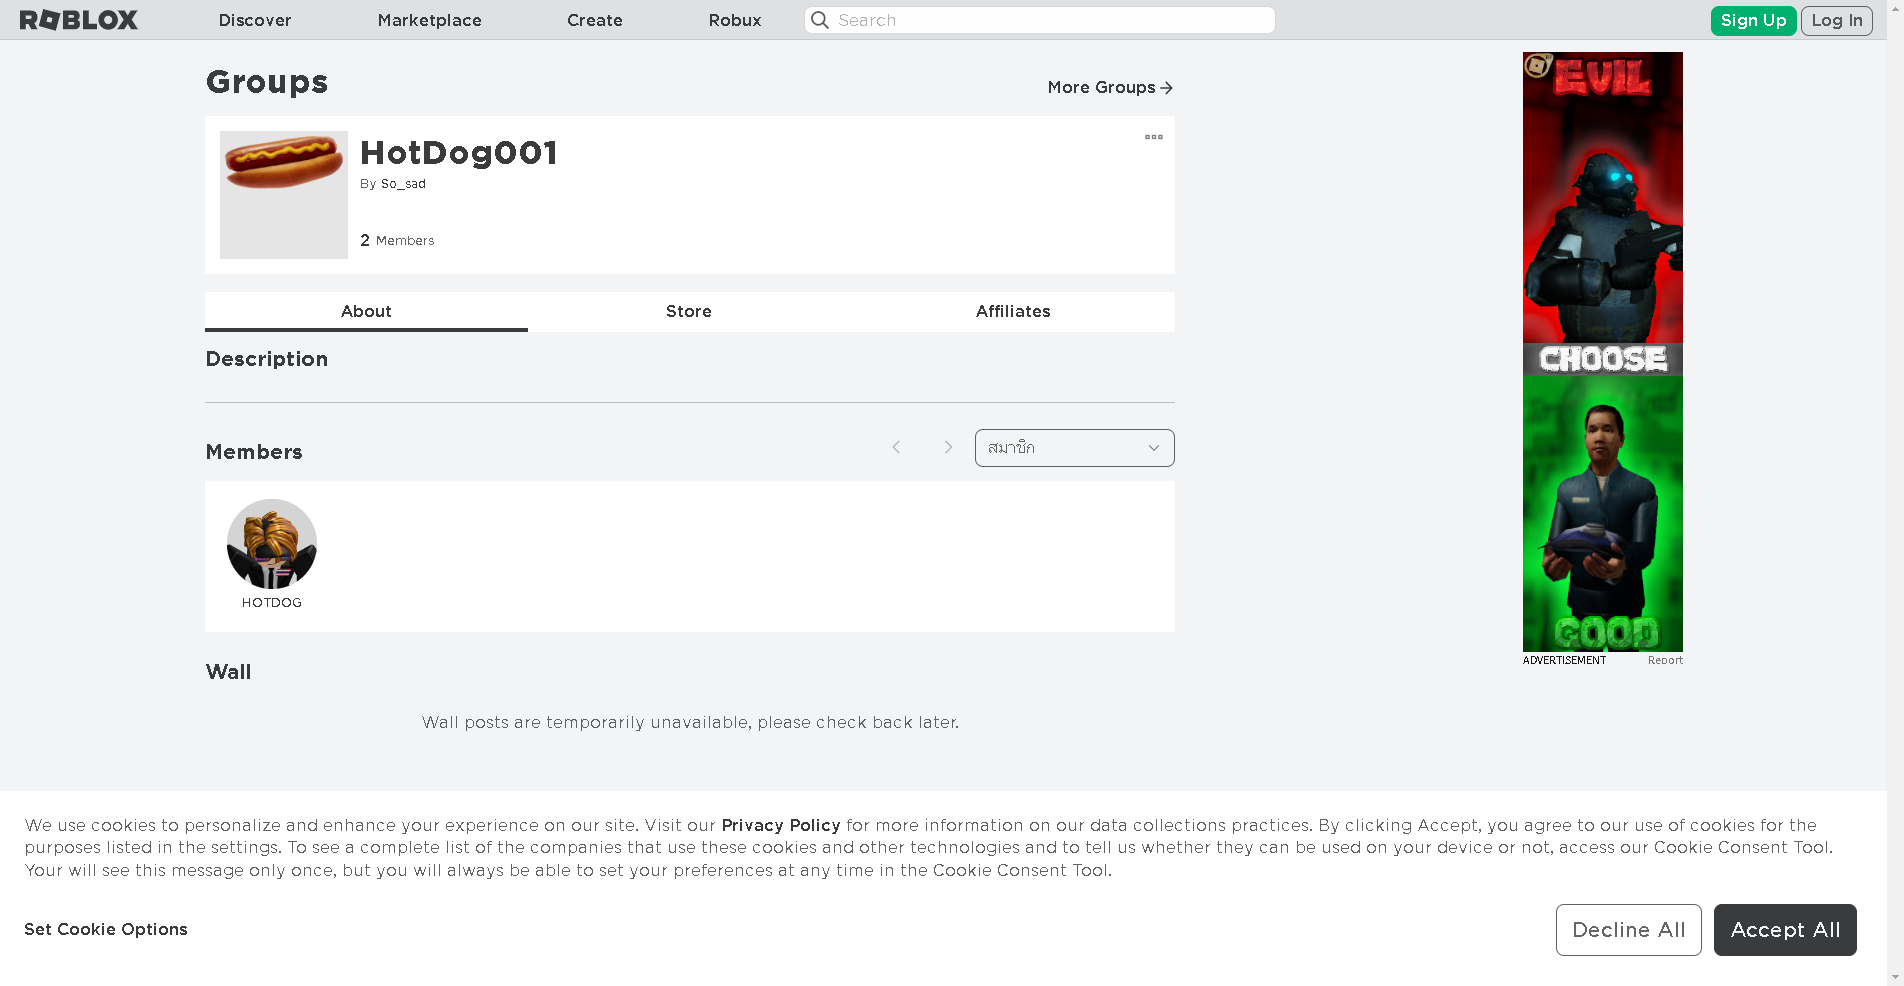 ROBLOX
Discover
Marketplace
Create
Robux
Search
Sign Up
Log In
Groups
More Groups
HotDog001
By So_sad
2 Members
About
Store
Affiliates
Description
Members
สมาชิก
HOTDOG
Wall
Wall posts are temporarily unavailable, please check back later.
EVIL
CHOOSE
GOOD
ADVERTISEMENT
Report
We use cookies to personalize and enhance your experience on our site. Visit our Privacy Policy for more information on our data collections practices. By clicking Accept, you agree to our use of cookies for the
purposes listed in the settings. To see a complete list of the companies that use these cookies and other technologies and to tell us whether they can be used on your device or not, access our Cookie Consent Tool.
Your will see this message only once, but you will always be able to set your preferences at any time in the Cookie Consent Tool.
Set Cookie Options
Decline All
Accept All